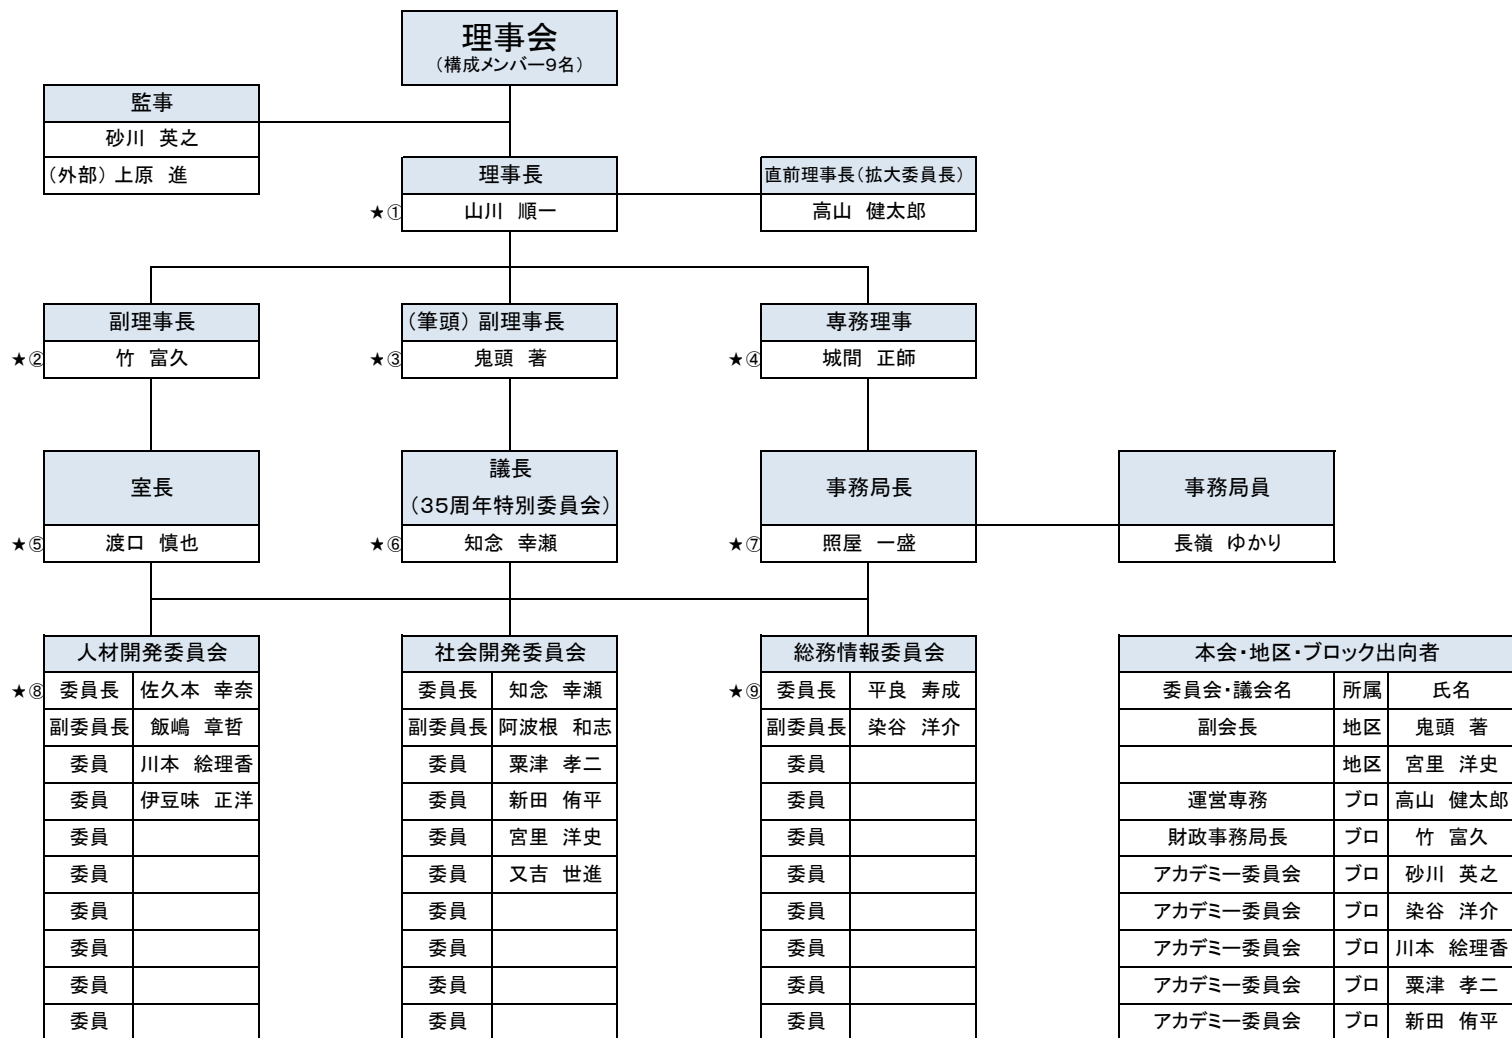 理事会
（構成メンバー9名）
監事
砂川 英之
（外部）上原 進
理事長
★① 山川 順一
直前理事長（拡大委員長）
高山 健太郎
副理事長
★② 竹 富久
（筆頭）副理事長
★③ 鬼頭 著
専務理事
★④ 城間 正師
室長
★⑤ 渡口 慎也
議長
（35周年特別委員会）
★⑥ 知念 幸瀬
事務局長
★⑦ 照屋 一盛
事務局員
長嶺 ゆかり
人材開発委員会
★⑧ 委員長 佐久本 幸奈
副委員長 飯嶋 章哲
委員 川本 絵理香
委員 伊豆味 正洋
委員
委員
委員
委員
委員
委員
社会開発委員会
委員長 知念 幸瀬
副委員長 阿波根 和志
委員 粟津 孝二
委員 新田 侑平
委員 宮里 洋史
委員 又吉 世進
委員
委員
委員
委員
総務情報委員会
★⑨ 委員長 平良 寿成
副委員長 染谷 洋介
委員
委員
委員
委員
委員
委員
委員
委員
本会・地区・ブロック出向者
委員会・議会名 所属 氏名
副会長 地区 鬼頭 著
地区 宮里 洋史
運営専務 ブロ 高山 健太郎
財政事務局長 ブロ 竹 富久
アカデミー委員会 ブロ 砂川 英之
アカデミー委員会 ブロ 染谷 洋介
アカデミー委員会 ブロ 川本 絵理香
アカデミー委員会 ブロ 粟津 孝二
アカデミー委員会 ブロ 新田 侑平